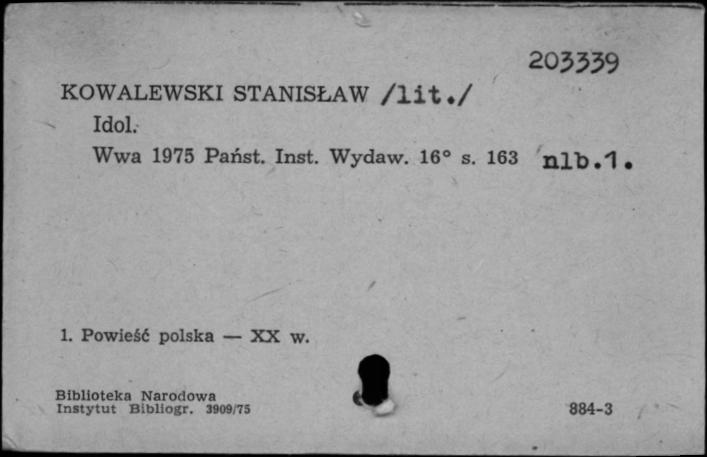 203339
KOWALEWSKI STANISŁAW /lit./
Idol.
Wwa 1975 Państ. Inst. Wydaw. 16° s. 163 nlb.1.
1. Powieść polska — XX w.
Biblioteka Narodowa
Instytut Bibliogr. 3909/75
884-3